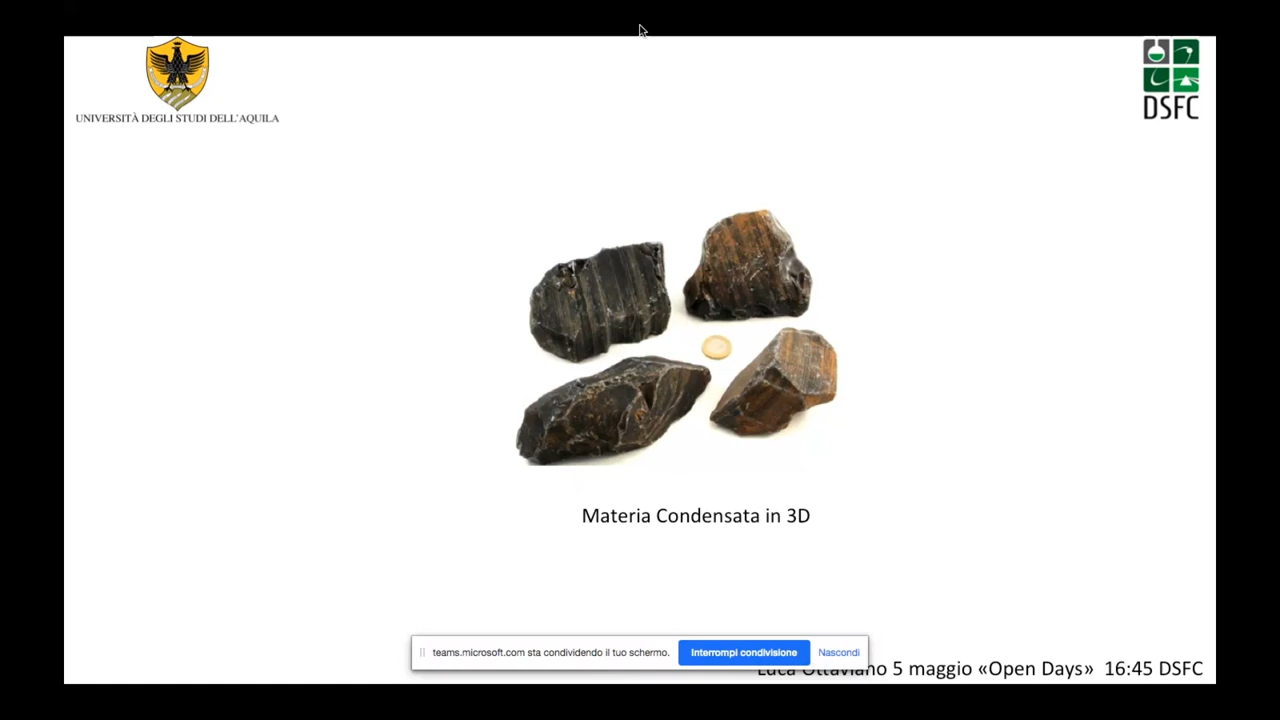 UNIVERSITÀ DEGLI STUDI DELL'AQUILA
DSFC
Materia Condensata in 3D
teams.microsoft.com sta condividendo il tuo schermo.
Interrompi condivisione
Nascondi
Luca Ottaviano 5 maggio «Open Days» 16:45 DSFC